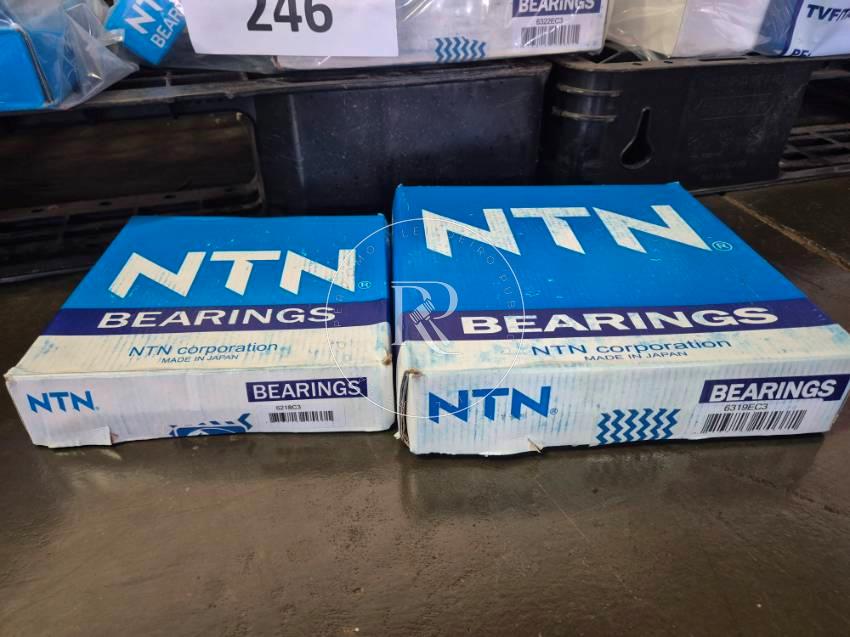 246
NTN
BEAR
BEARINGS
6322EC3
NTN®
BEARINGS
NTN corporation
MADE IN JAPAN
NTN®
BEARINGS
6218C3
NTN®
BEARINGS
NTN corporation
MADE IN JAPAN
NTN®
BEARINGS
6319EC3
R